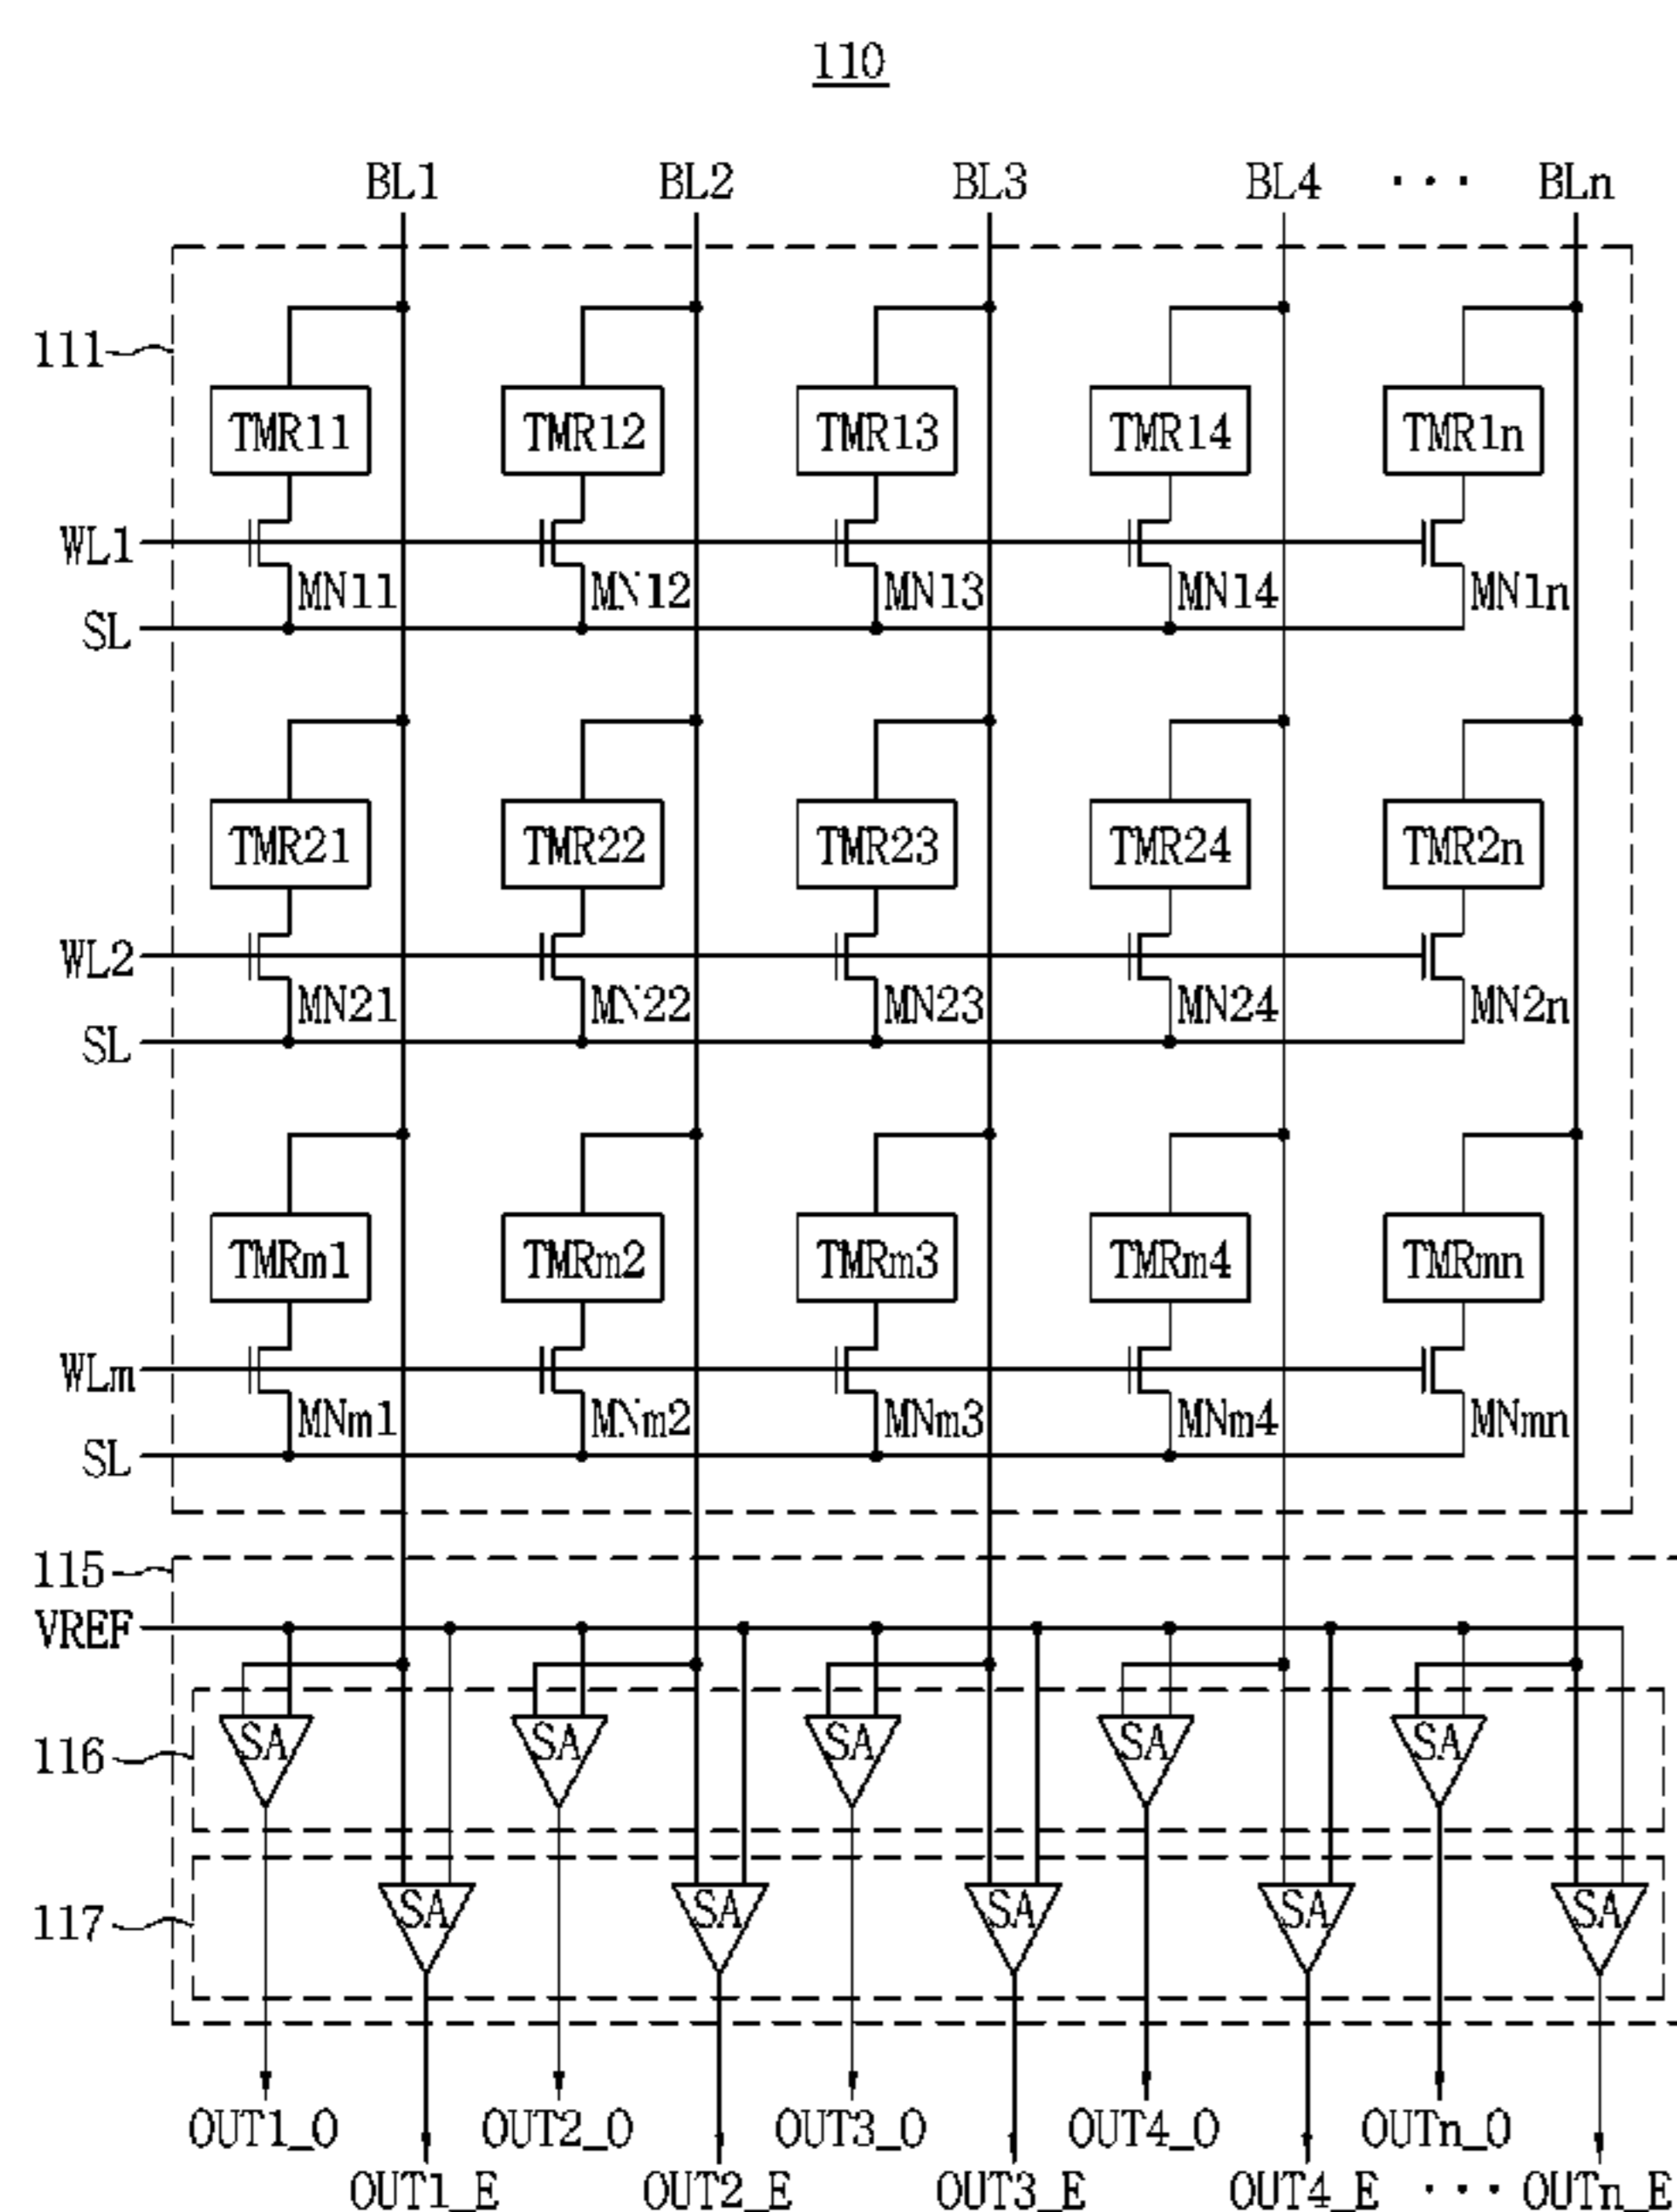 110
BL1 BL2 BL3 BL4 ··· BLn
111
TMR11 TMR12 TMR13 TMR14 TMR1n
WL1
MN11 MN12 MN13 MN14 MN1n
SL
TMR21 TMR22 TMR23 TMR24 TMR2n
WL2
MN21 MN22 MN23 MN24 MN2n
SL
TMRm1 TMRm2 TMRm3 TMRm4 TMRmn
WLm
MNm1 MNm2 MNm3 MNm4 MNmn
SL
115
VREF
116 SA SA SA SA SA
117 SA SA SA SA SA
OUT1_O OUT2_O OUT3_O OUT4_O OUTn_O
OUT1_E OUT2_E OUT3_E OUT4_E ··· OUTn_E